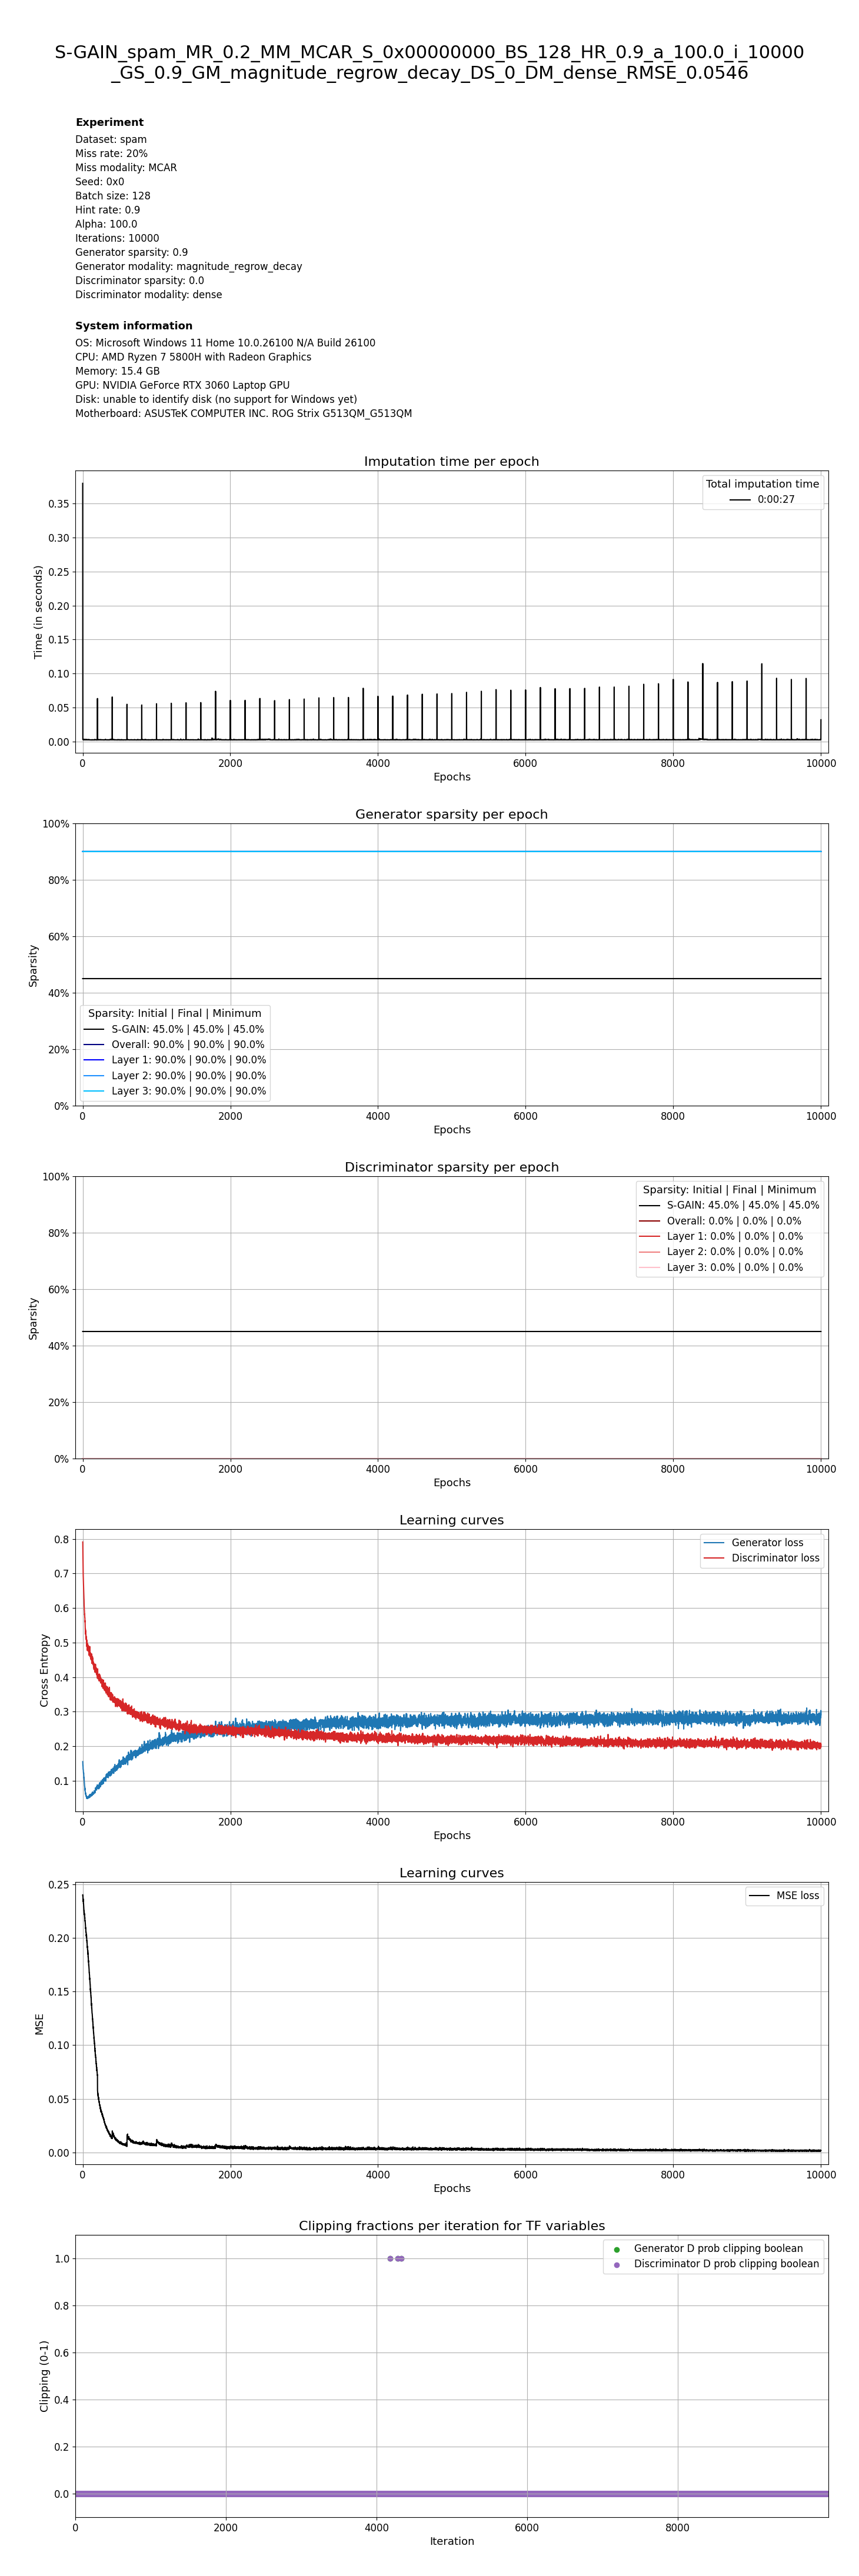 S-GAIN_spam_MR_0.2_MM_MCAR_S_0x00000000_BS_128_HR_0.9_a_100.0_i_10000
_GS_0.9_GM_magnitude_regrow_decay_DS_0_DM_dense_RMSE_0.0546
Experiment
Dataset: spam
Miss rate: 20%
Miss modality: MCAR
Seed: 0x0
Batch size: 128
Hint rate: 0.9
Alpha: 100.0
Iterations: 10000
Generator sparsity: 0.9
Generator modality: magnitude_regrow_decay
Discriminator sparsity: 0.0
Discriminator modality: dense
System information
OS: Microsoft Windows 11 Home 10.0.26100 N/A Build 26100
CPU: AMD Ryzen 7 5800H with Radeon Graphics
Memory: 15.4 GB
GPU: NVIDIA GeForce RTX 3060 Laptop GPU
Disk: unable to identify disk (no support for Windows yet)
Motherboard: ASUSTeK COMPUTER INC. ROG Strix G513QM_G513QM
Imputation time per epoch
Total imputation time
0:00:27
0.35
0.30
0.25
0.20
0.15
0.10
0.05
0.00
Time (in seconds)
0 2000 4000 6000 8000 10000
Epochs
Generator sparsity per epoch
100%
80%
60%
40%
20%
0%
Sparsity
Sparsity: Initial | Final | Minimum
S-GAIN: 45.0% | 45.0% | 45.0%
Overall: 90.0% | 90.0% | 90.0%
Layer 1: 90.0% | 90.0% | 90.0%
Layer 2: 90.0% | 90.0% | 90.0%
Layer 3: 90.0% | 90.0% | 90.0%
0 2000 4000 6000 8000 10000
Epochs
Discriminator sparsity per epoch
100%
80%
60%
40%
20%
0%
Sparsity
Sparsity: Initial | Final | Minimum
S-GAIN: 45.0% | 45.0% | 45.0%
Overall: 0.0% | 0.0% | 0.0%
Layer 1: 0.0% | 0.0% | 0.0%
Layer 2: 0.0% | 0.0% | 0.0%
Layer 3: 0.0% | 0.0% | 0.0%
0 2000 4000 6000 8000 10000
Epochs
Learning curves
Generator loss
Discriminator loss
0.8
0.7
0.6
0.5
0.4
0.3
0.2
0.1
Cross Entropy
0 2000 4000 6000 8000 10000
Epochs
Learning curves
MSE loss
0.25
0.20
0.15
0.10
0.05
0.00
MSE
0 2000 4000 6000 8000 10000
Epochs
Clipping fractions per iteration for TF variables
Generator D prob clipping boolean
Discriminator D prob clipping boolean
1.0
0.8
0.6
0.4
0.2
0.0
Clipping (0-1)
0 2000 4000 6000 8000
Iteration